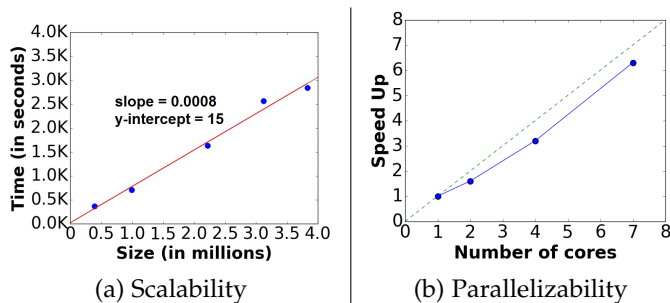 4.0K
3.5K
3.0K
2.5K
2.0K
1.5K
1.0K
0.5K
0.0K
Time (in seconds)
slope = 0.0008
y-intercept = 15
0 0.5 1.0 1.5 2.0 2.5 3.0 3.5 4.0
Size (in millions)
(a) Scalability
8
7
6
5
4
3
2
1
0
Speed Up
0 1 2 3 4 5 6 7 8
Number of cores
(b) Parallelizability